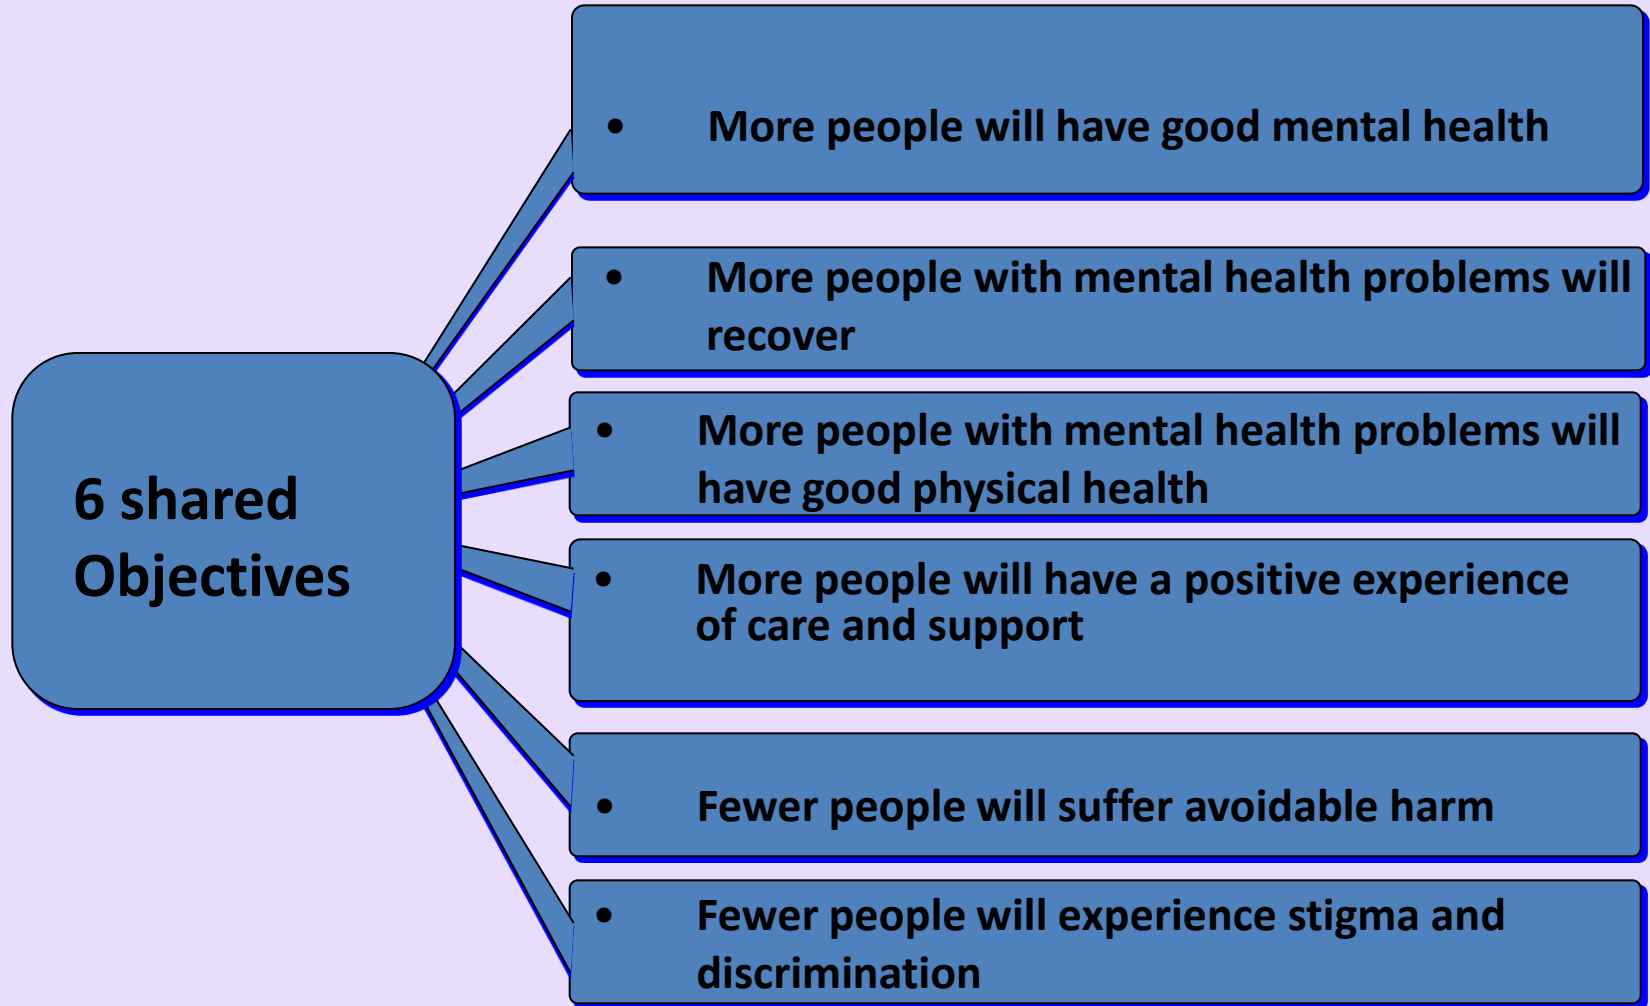 6 shared
Objectives
• More people will have good mental health
• More people with mental health problems will
recover
• More people with mental health problems will
have good physical health
• More people will have a positive experience
of care and support
• Fewer people will suffer avoidable harm
• Fewer people will experience stigma and
discrimination